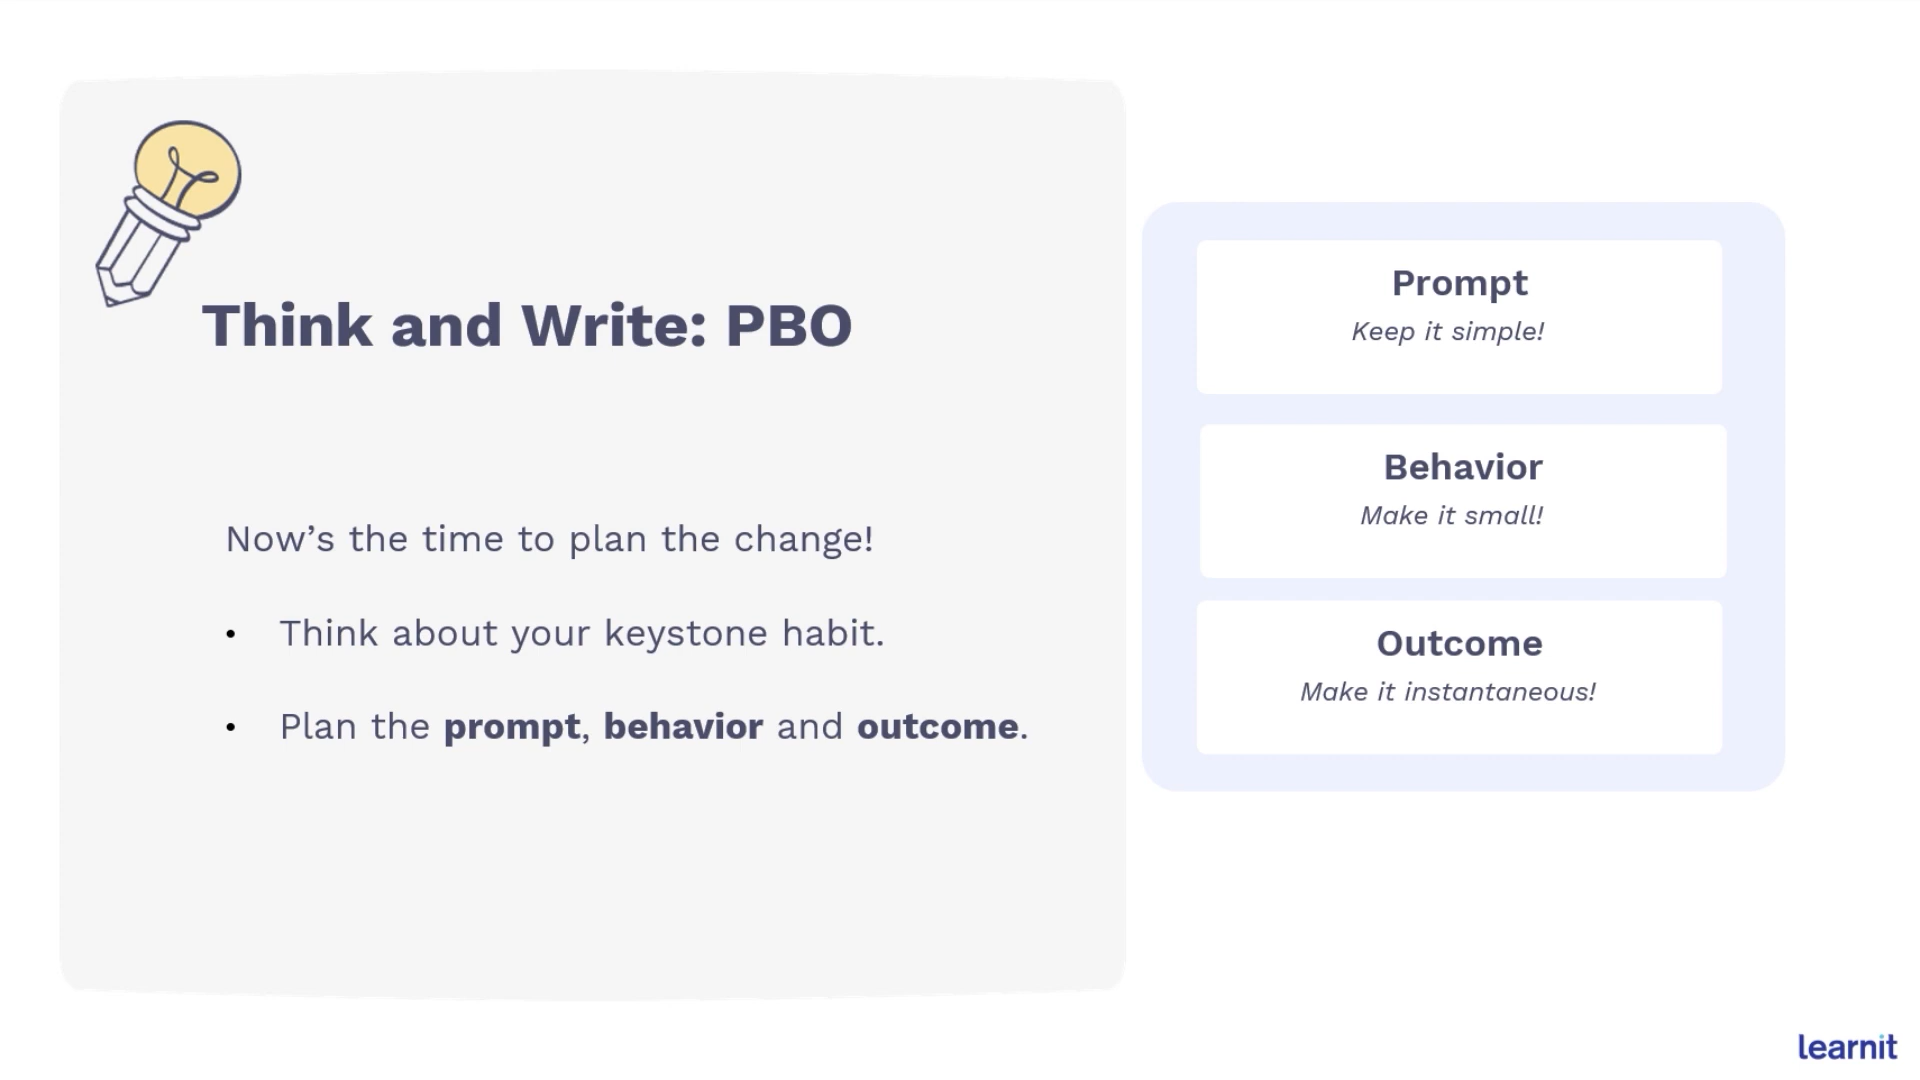 Think and Write: PBO
Now’s the time to plan the change!
• Think about your keystone habit.
• Plan the prompt, behavior and outcome.
Prompt
Keep it simple!
Behavior
Make it small!
Outcome
Make it instantaneous!
learnit